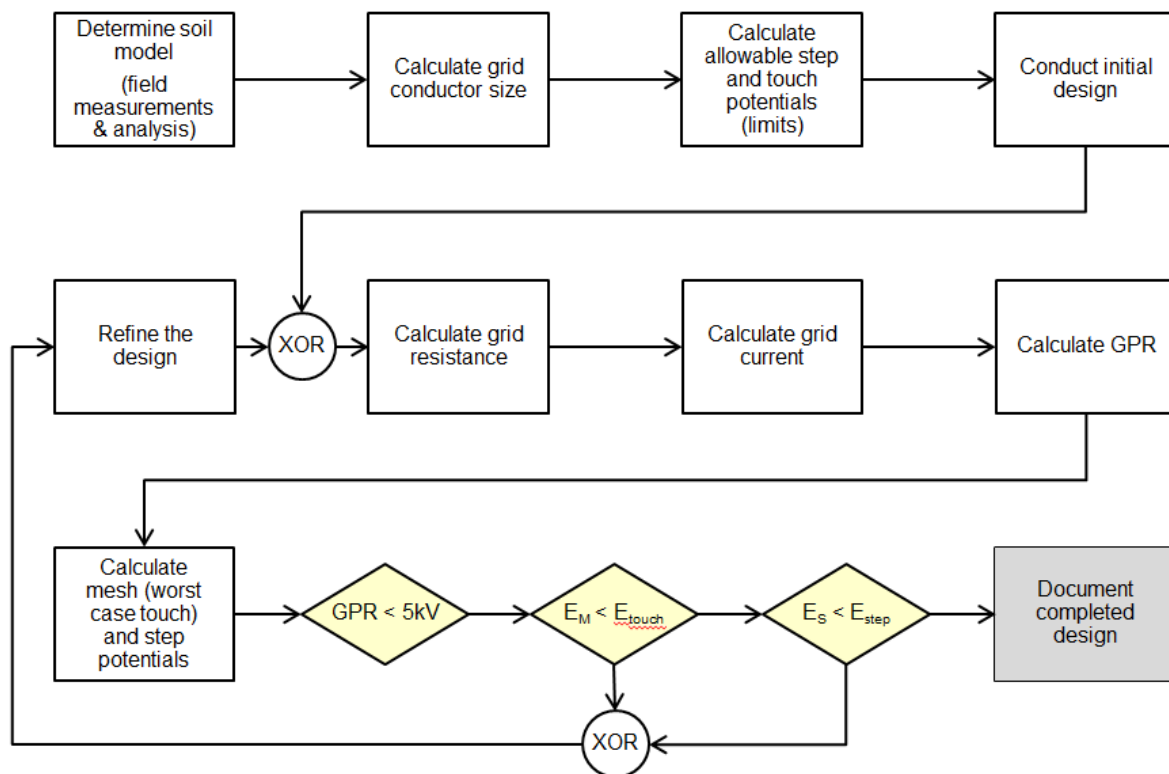 Determine soil
model
(field
measurements
& analysis)
Calculate grid
conductor size
Calculate
allowable step
and touch
potentials
(limits)
Conduct initial
design
Refine the
design
XOR
Calculate grid
resistance
Calculate grid
current
Calculate GPR
Calculate
mesh (worst
case touch)
and step
potentials
GPR < 5kV
EM < Etouch
ES < Estep
Document
completed
design
XOR